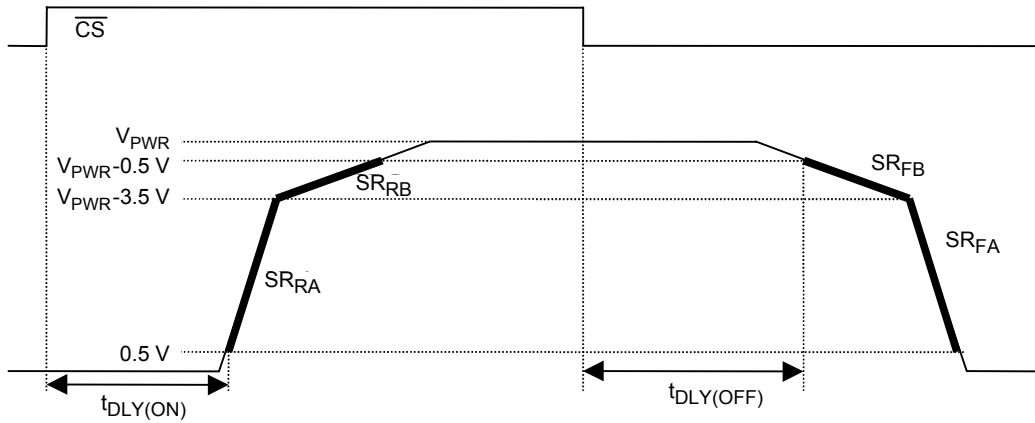 CS
VPWR
VPWR-0.5 V
VPWR-3.5 V
SRRB
SRFB
SRFA
SRRA
0.5 V
tDLY(ON)
tDLY(OFF)